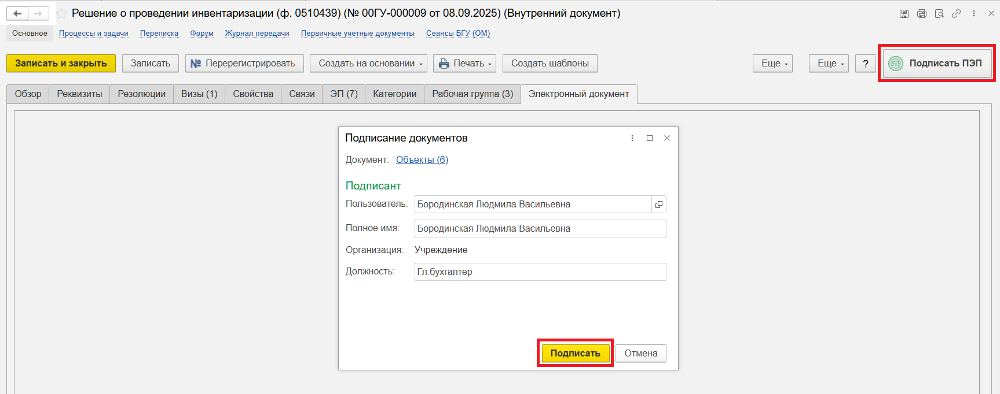 Решение о проведении инвентаризации (ф. 0510439) (№ 00ГУ-000009 от 08.09.2025) (Внутренний документ)
Основное Процессы и задачи Переписка Форум Журнал передачи Первичные учетные документы Сеансы БГУ (ОМ)
Записать и закрыть Записать № Перерегистрировать Создать на основании Печать Создать шаблоны Еще Еще ? Подписать ПЭП
Обзор Реквизиты Резолюции Визы (1) Свойства Связи ЭП (7) Категории Рабочая группа (3) Электронный документ
Подписание документов
Документ: Объекты (6)
Подписант
Пользователь: Бородинская Людмила Васильевна
Полное имя: Бородинская Людмила Васильевна
Организация: Учреждение
Должность: Гл.бухгалтер
Подписать Отмена